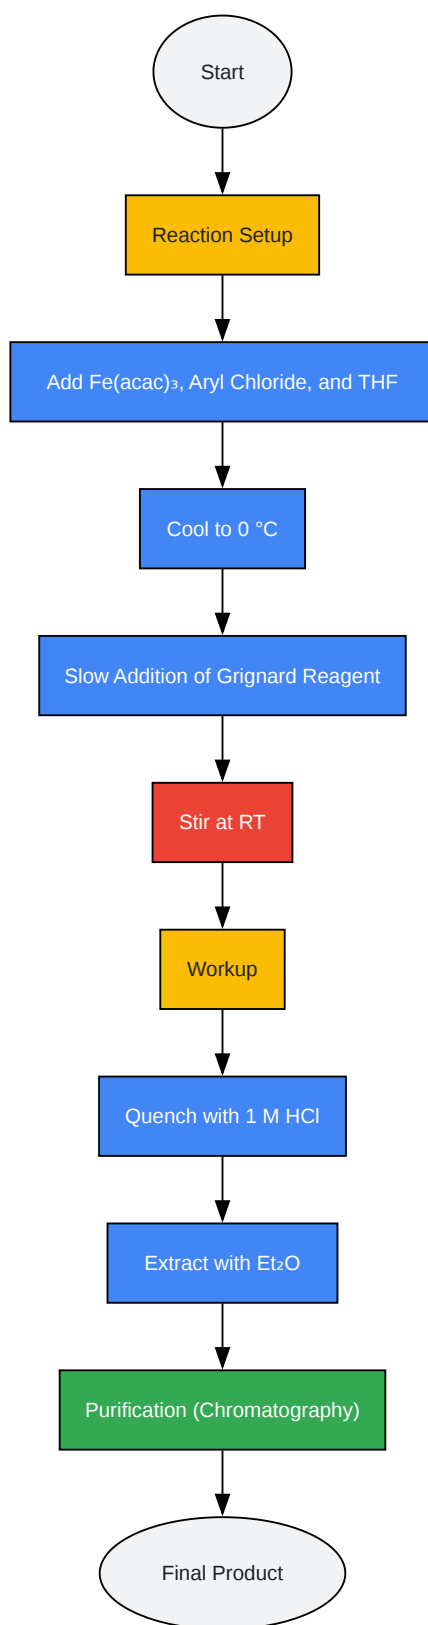 Start
Reaction Setup
Add Fe(acac)₃, Aryl Chloride, and THF
Cool to 0 °C
Slow Addition of Grignard Reagent
Stir at RT
Workup
Quench with 1 M HCl
Extract with Et₂O
Purification (Chromatography)
Final Product